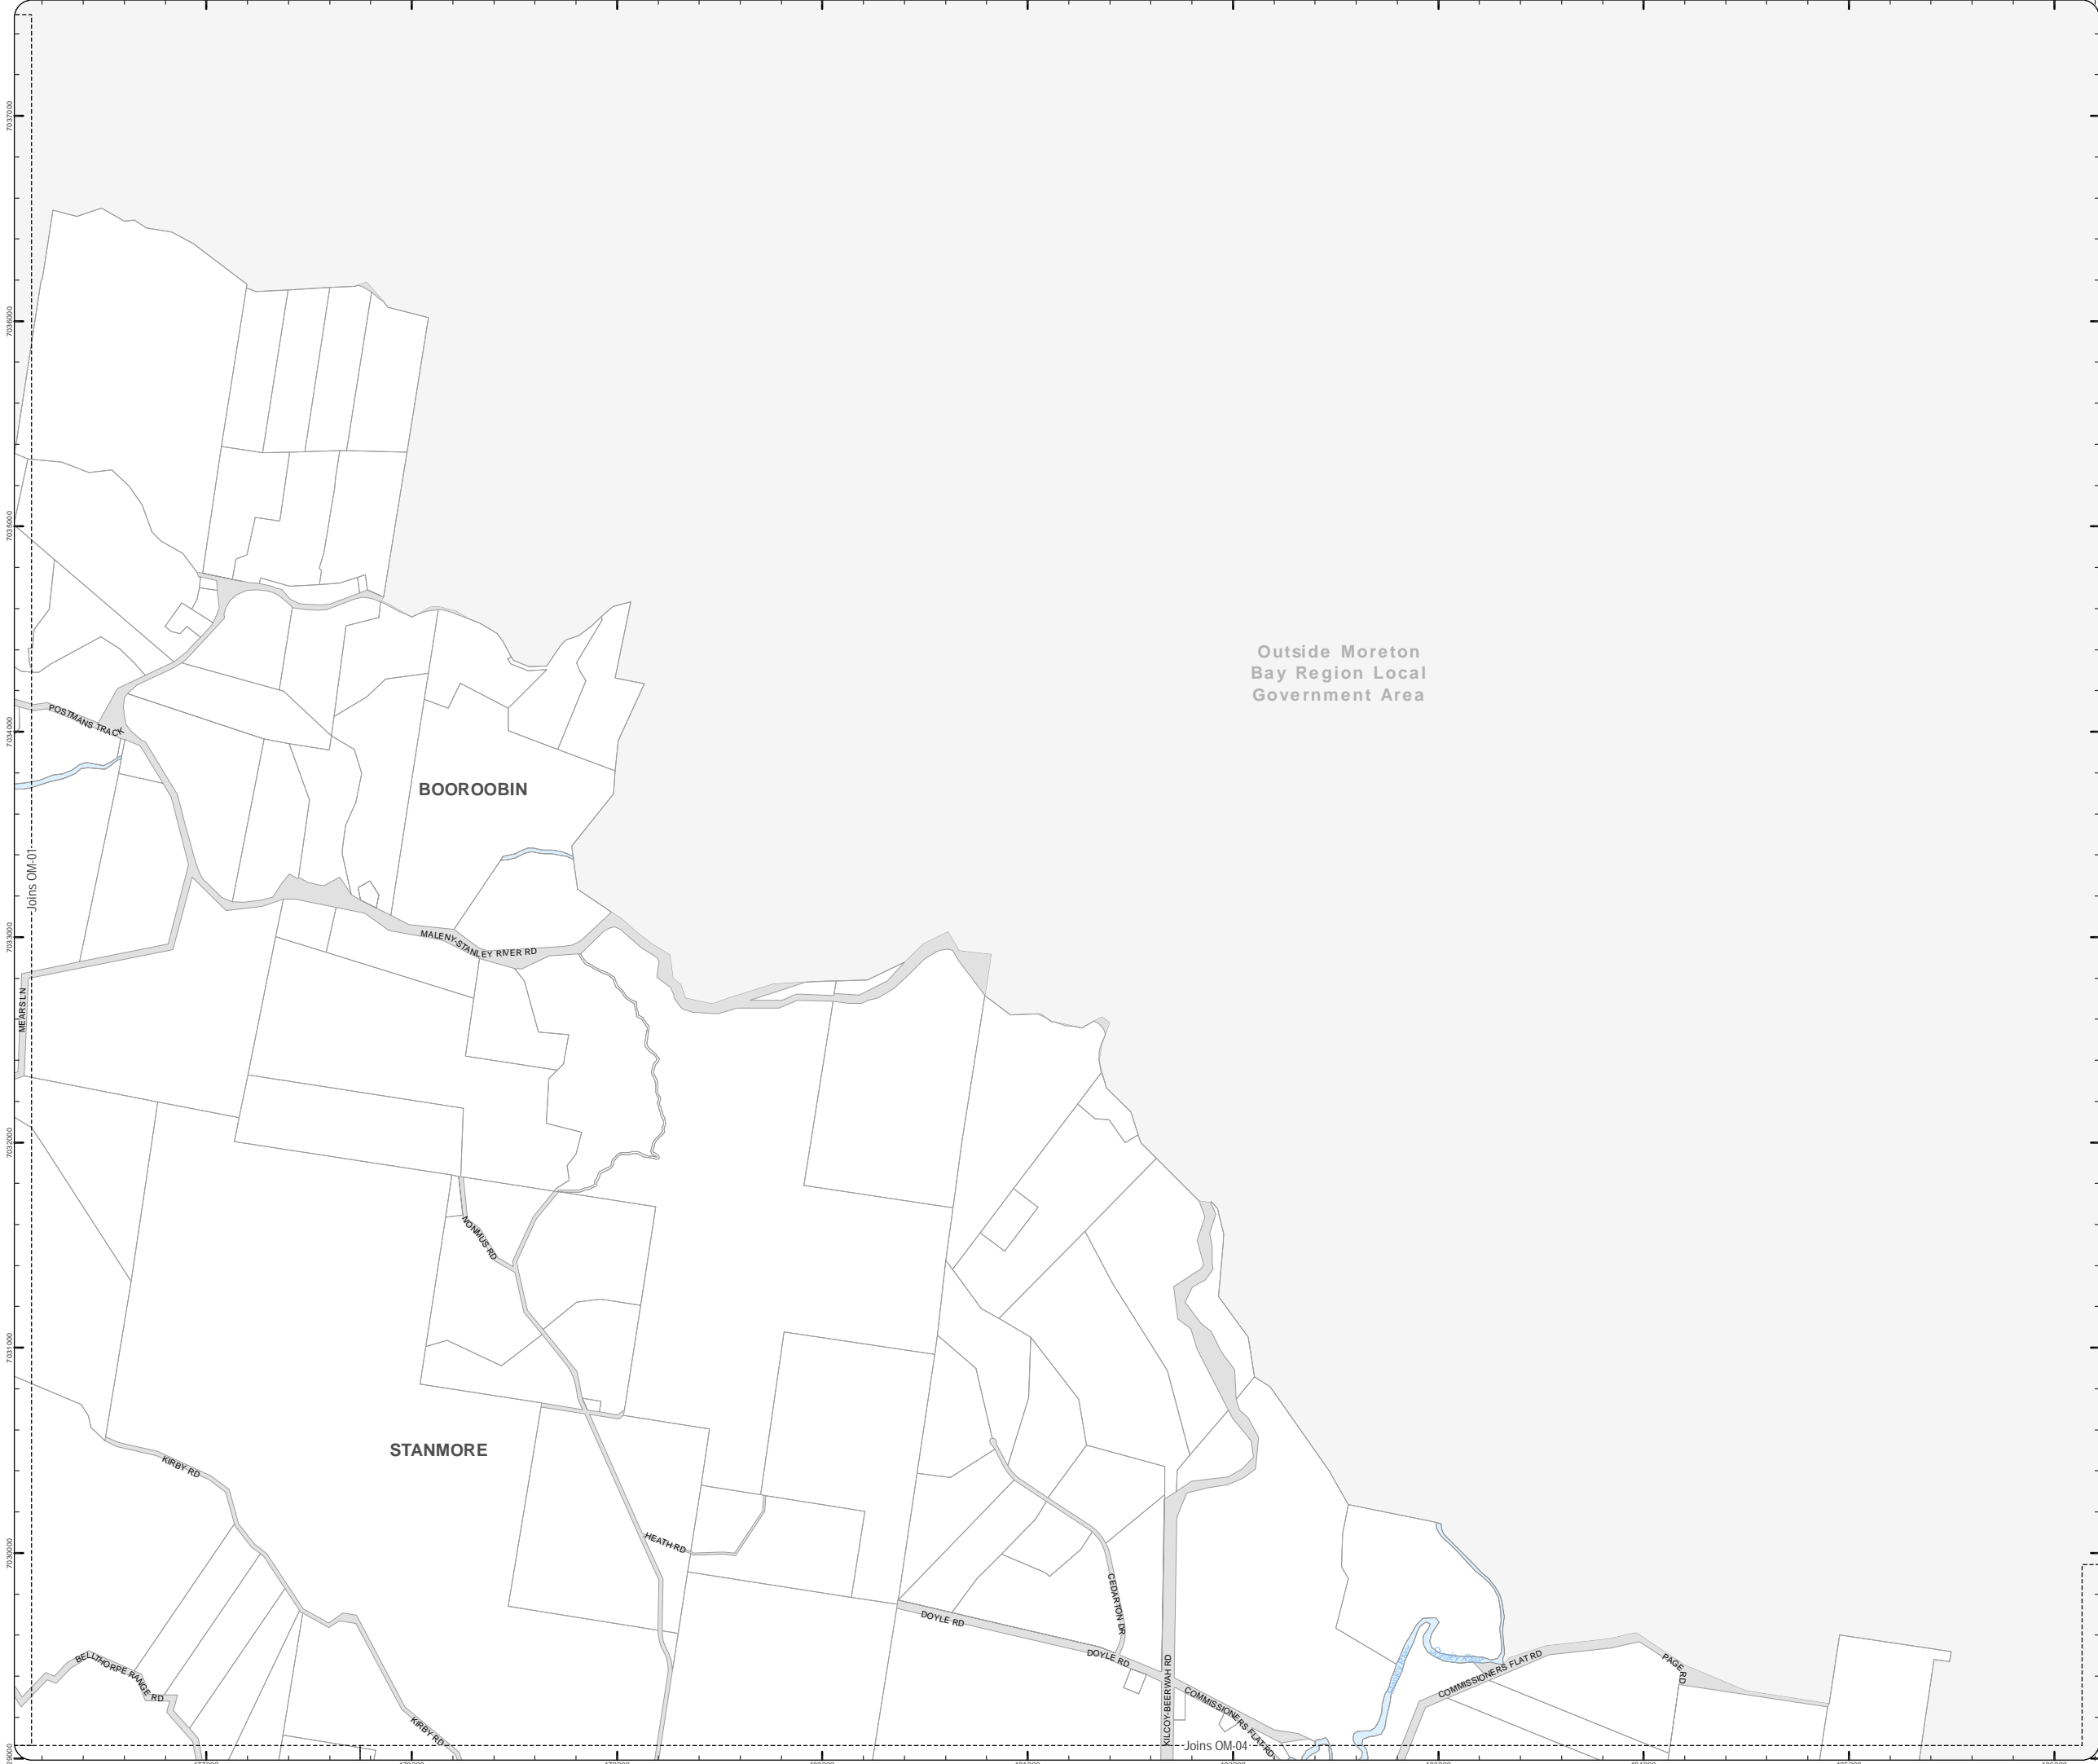 7037000
7036000
7035000
Outside Moreton
Bay Region Local
Government Area
POSTMANS TRACK
7034000
BOOROOBIN
Joins OM-01
MALENY-STANLEY RIVER RD
7033000
MEARS LN
7032000
NONMUS RD
7031000
STANMORE
KIRBY RD
HEATH RD
7030000
CEDARTON DR
DOYLE RD
DOYLE RD
BELLTHORPE RANGE RD
KILCOY-BEERWAH RD
COMMISSIONERS FLAT RD
COMMISSIONERS FLAT RD
PAGE RD
KIRBY RD
Joins OM-04